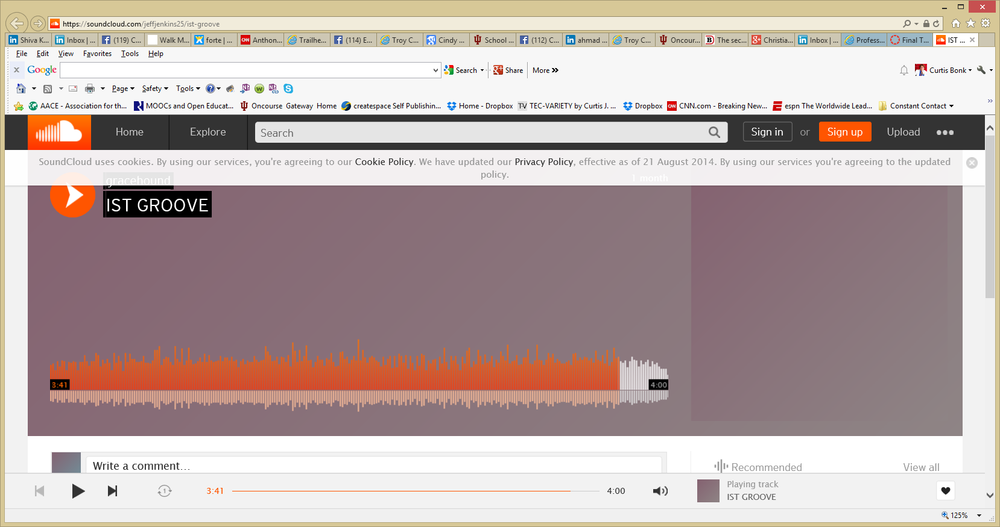 https://soundcloud.com/jeffjenkins25/ist-groove
Shiva K... Inbox | ... (119) C... Walk M... forte | ... Anthon... Trailhe... (114) E... Troy C... Cindy ... School ... (112) C... ahmad ... Troy C... Oncour... The sec... Christia... Inbox | ... Profess... Final T... IST ...
File Edit View Favorites Tools Help
x Google Search Share More » Curtis Bonk
Page Safety Tools
AACE - Association for th... MOOCs and Open Educat... Oncourse Gateway Home createspace Self Publishin... Home - Dropbox TEC-VARIETY by Curtis J. ... Dropbox CNN.com - Breaking New... espn The Worldwide Lead... Constant Contact
Home Explore Search Sign in or Sign up Upload
SoundCloud uses cookies. By using our services, you're agreeing to our Cookie Policy. We have updated our Privacy Policy, effective as of 21 August 2014. By using our services you're agreeing to the updated
policy.
gracehound 1 month
IST GROOVE
3:41 4:00
Write a comment...
Recommended View all
3:41 4:00
Playing track
IST GROOVE
125%